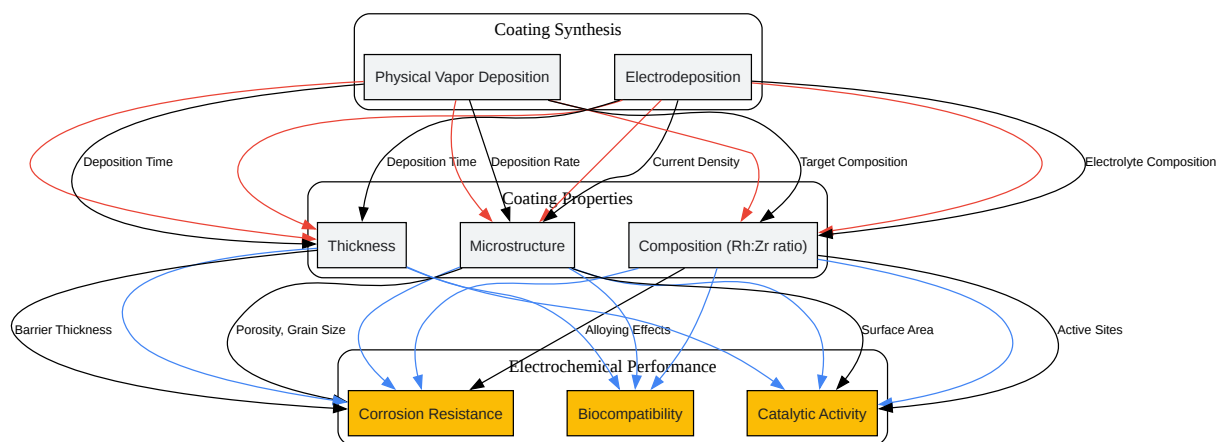 Coating Synthesis
Physical Vapor Deposition
Electrodeposition
Deposition Time
Deposition Time
Deposition Rate
Current Density
Target Composition
Electrolyte Composition
Coating Properties
Thickness
Microstructure
Composition (Rh:Zr ratio)
Barrier Thickness
Porosity, Grain Size
Alloying Effects
Surface Area
Active Sites
Electrochemical Performance
Corrosion Resistance
Biocompatibility
Catalytic Activity